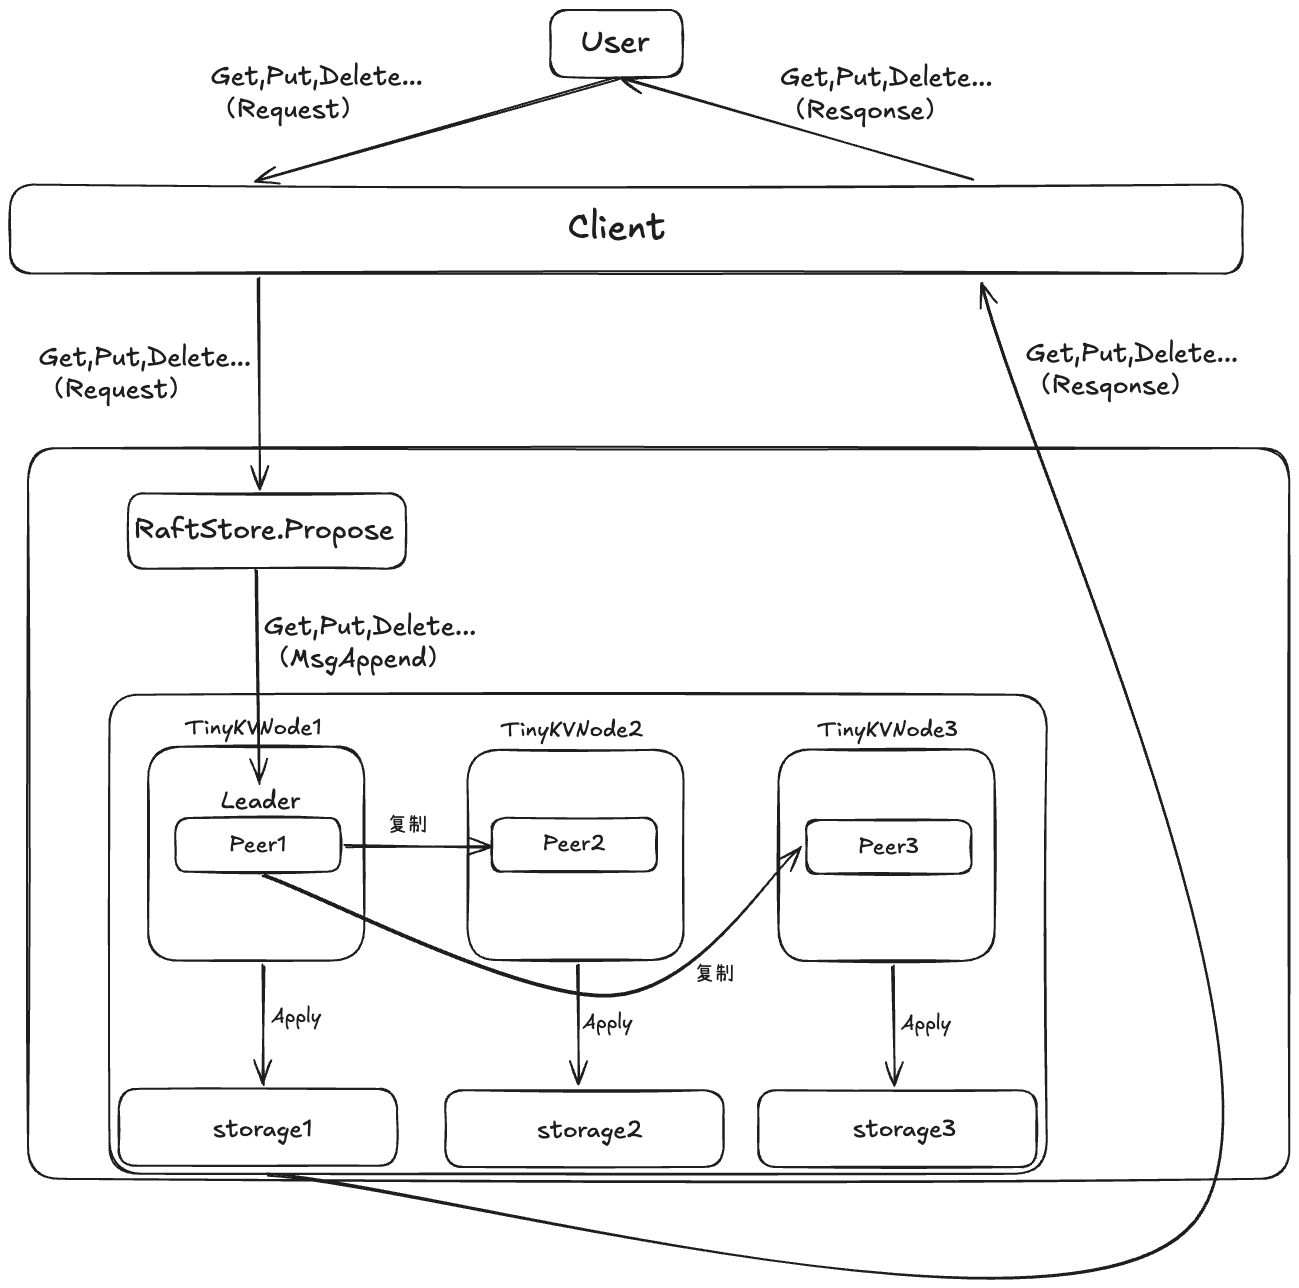 User
Get,Put,Delete...
(Request)
Get,Put,Delete...
(Resqonse)
Client
Get,Put,Delete...
(Request)
Get,Put,Delete...
(Resqonse)
RaftStore.Propose
Get,Put,Delete...
(MsgAppend)
TinyKVNode1
TinyKVNode2
TinyKVNode3
Leader
Peer1
复制
Peer2
Peer3
复制
Apply
Apply
Apply
storage1
storage2
storage3